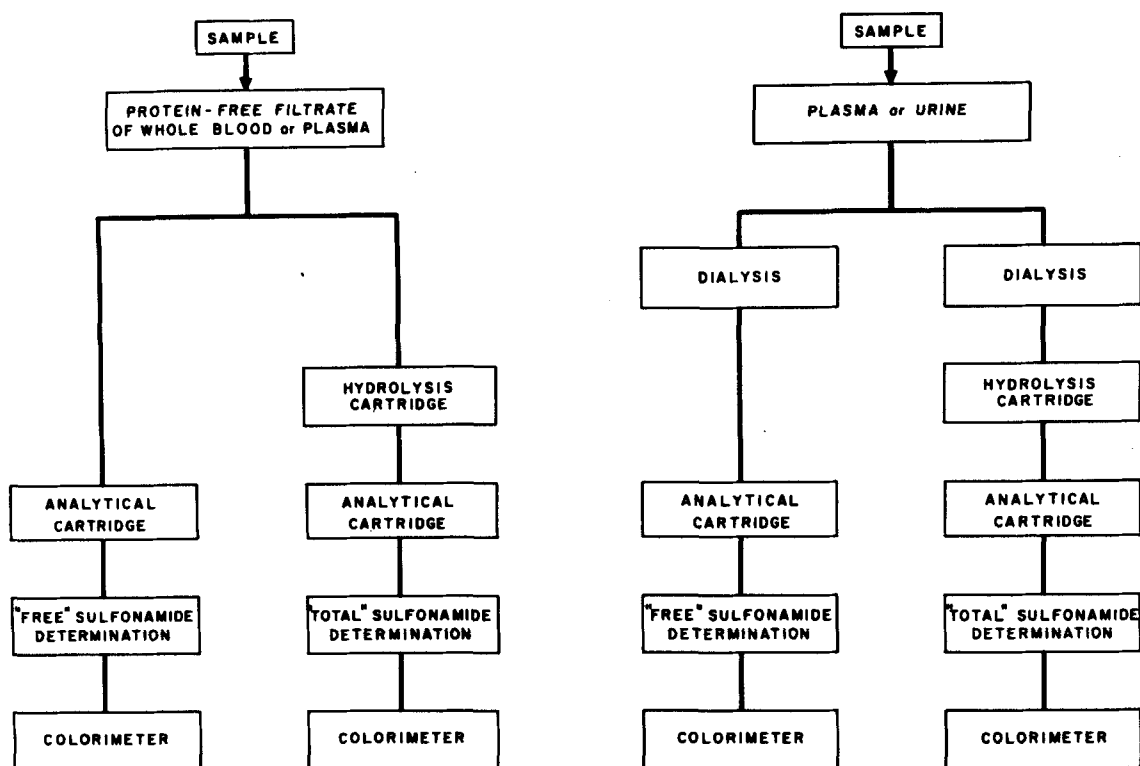 SAMPLE
PROTEIN-FREE FILTRATE
OF WHOLE BLOOD or PLASMA
HYDROLYSIS
CARTRIDGE
ANALYTICAL
CARTRIDGE
ANALYTICAL
CARTRIDGE
"FREE" SULFONAMIDE
DETERMINATION
"TOTAL" SULFONAMIDE
DETERMINATION
COLORIMETER
COLORIMETER
SAMPLE
PLASMA or URINE
DIALYSIS
DIALYSIS
HYDROLYSIS
CARTRIDGE
ANALYTICAL
CARTRIDGE
ANALYTICAL
CARTRIDGE
"FREE" SULFONAMIDE
DETERMINATION
"TOTAL" SULFONAMIDE
DETERMINATION
COLORIMETER
COLORIMETER